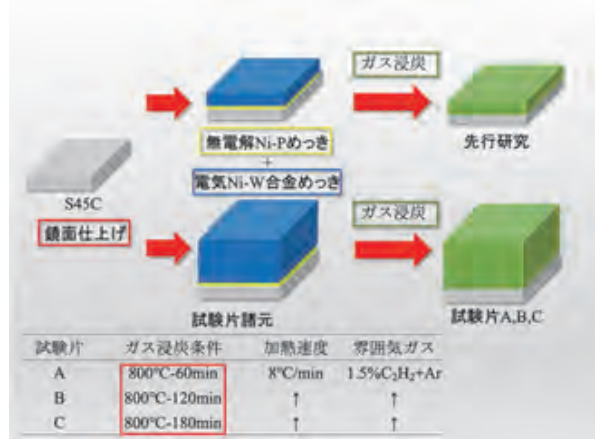 ガス浸炭
無電解Ni-Pめっき
+
電気Ni-W合金めっき
先行研究
S45C
鏡面仕上げ
ガス浸炭
試験片諸元
試験片A,B,C
試験片 ガス浸炭条件 加熱速度 雰囲気ガス
A 800℃-60min 8℃/min 1.5%C₂H₂+Ar
B 800℃-120min ↑ ↑
C 800℃-180min ↑ ↑